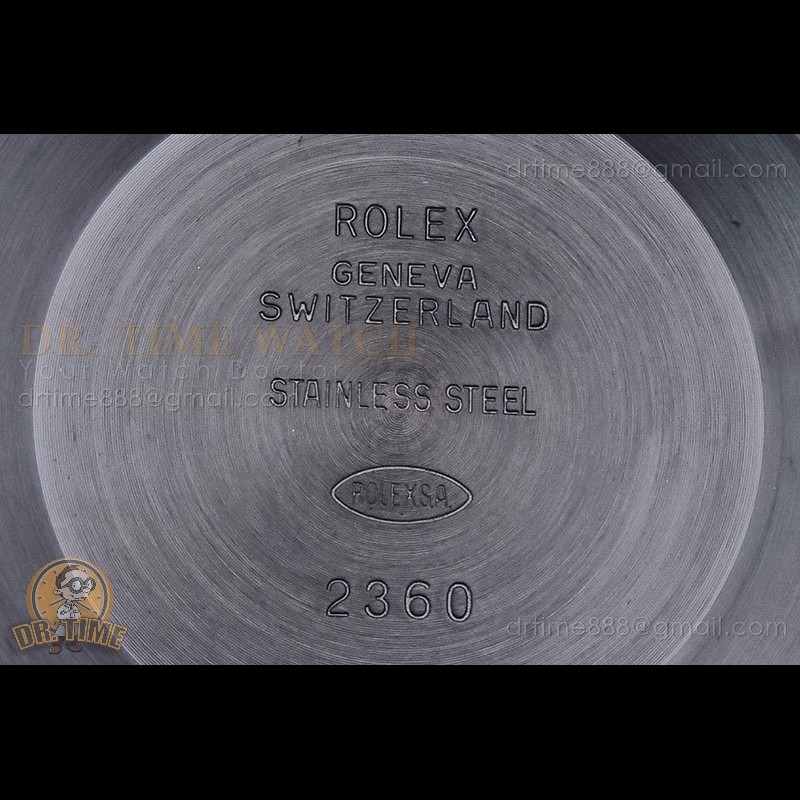 drtime888@gmail.com
ROLEX
GENEVA
SWITZERLAND
DR. TIME WATCH
Your Watch Doctor
drtime888@gmail.com
STAINLESS STEEL
ROLEX S.A.
2360
DR. TIME
drtime888@gmail.com